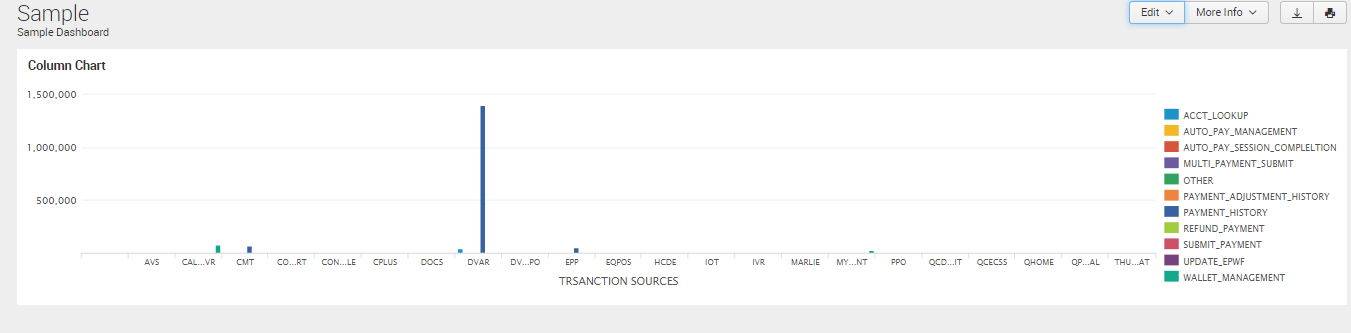 Sample
Edit More Info
Sample Dashboard
Column Chart
1,500,000
1,000,000
500,000
ACCT_LOOKUP
AUTO_PAY_MANAGEMENT
AUTO_PAY_SESSION_COMPLELTION
MULTI_PAYMENT_SUBMIT
OTHER
PAYMENT_ADJUSTMENT_HISTORY
PAYMENT_HISTORY
REFUND_PAYMENT
SUBMIT_PAYMENT
UPDATE_EPWF
WALLET_MANAGEMENT
AVS CAL...VR CMT CO...RT CON...LE CPLUS DOCS DVAR DV...PO EPP EQPOS HCDE IOT IVR MARLIE MY...NT PPO QCD...IT QCECSS QHOME QP...AL THU...AT
TRSANCTION SOURCES